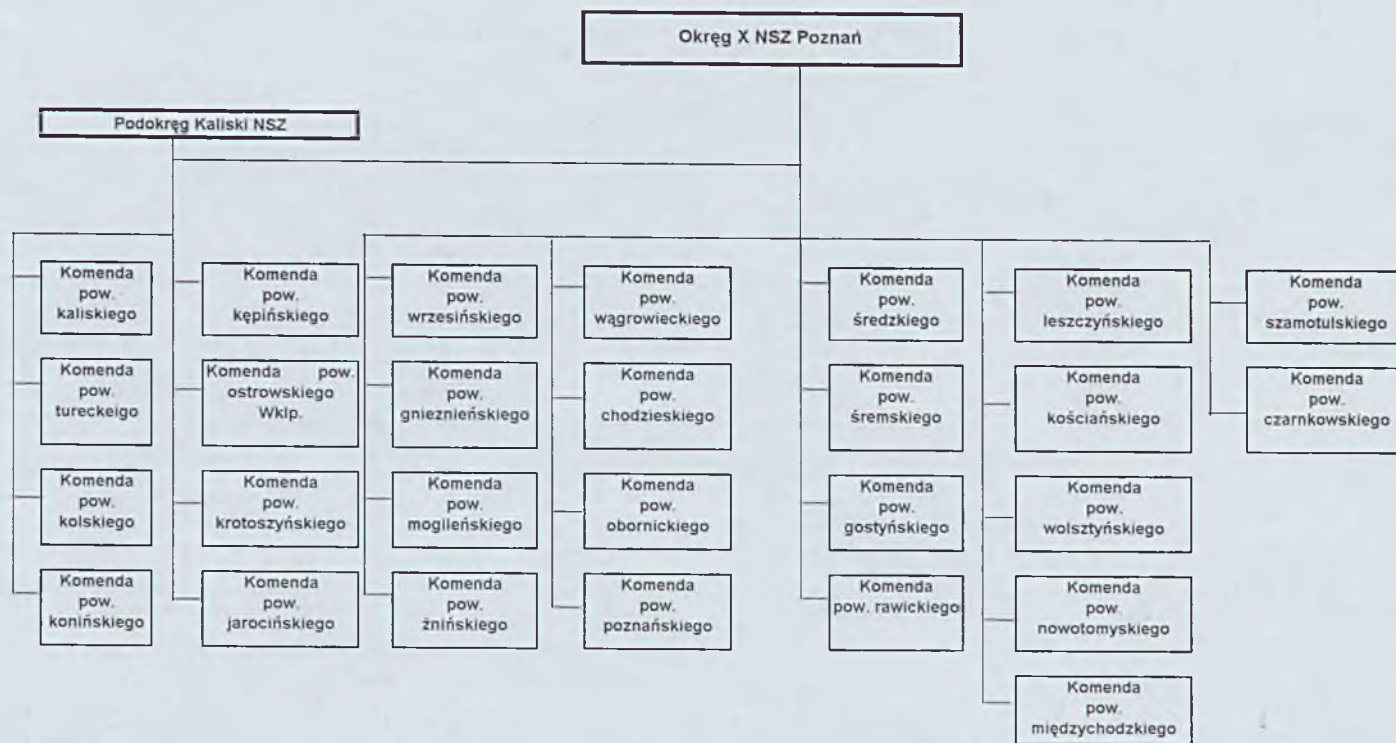 Okręg X NSZ Poznań
Podokręg Kaliski NSZ
Komenda
pow.
kaliskiego
Komenda
pow.
tureckeigo
Komenda
pow.
kolskiego
Komenda
pow.
konińskiego
Komenda
pow.
kępińskiego
Komenda pow.
ostrowskiego
Wklp.
Komenda
pow.
krotoszyńskiego
Komenda
pow.
jarocińskiego
Komenda
pow.
wrzesińskiego
Komenda
pow.
gnieznieńskiego
Komenda
pow.
mogileńskiego
Komenda
pow.
żnińskiego
Komenda
pow.
wągrowieckiego
Komenda
pow.
chodzieskiego
Komenda
pow.
obornickiego
Komenda
pow.
poznańskiego
Komenda
pow.
średzkiego
Komenda
pow.
śremskiego
Komenda
pow.
gostyńskiego
Komenda
pow. rawickiego
Komenda
pow.
leszczyńskiego
Komenda
pow.
kościańskiego
Komenda
pow.
wolsztyńskiego
Komenda
pow.
nowotomyskiego
Komenda
pow.
międzychodzkiego
Komenda
pow.
szamotulskiego
Komenda
pow.
czarnkowskiego